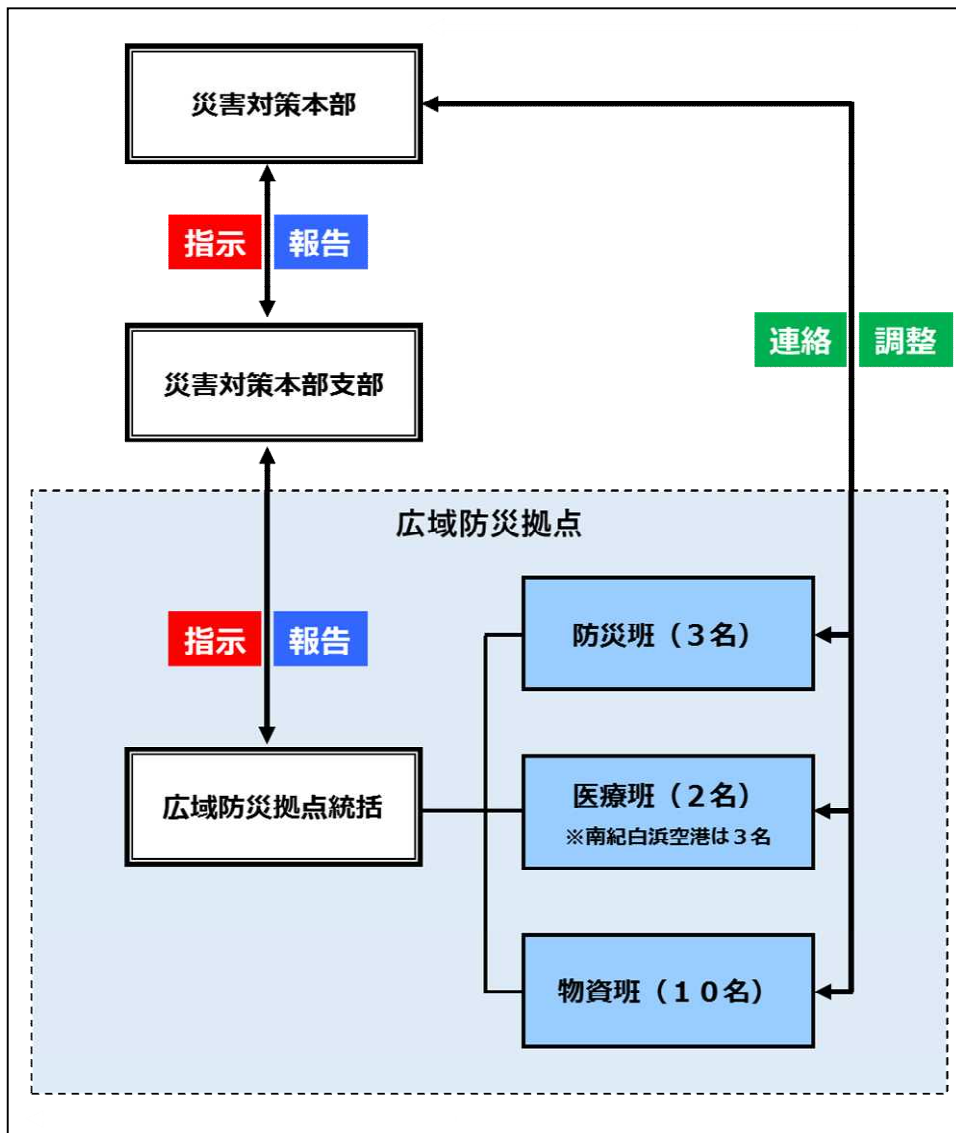 災害対策本部
指示 報告
連絡 調整
災害対策本部支部
広域防災拠点
防災班（３名）
指示 報告
広域防災拠点統括
医療班（２名）
※南紀白浜空港は３名
物資班（１０名）